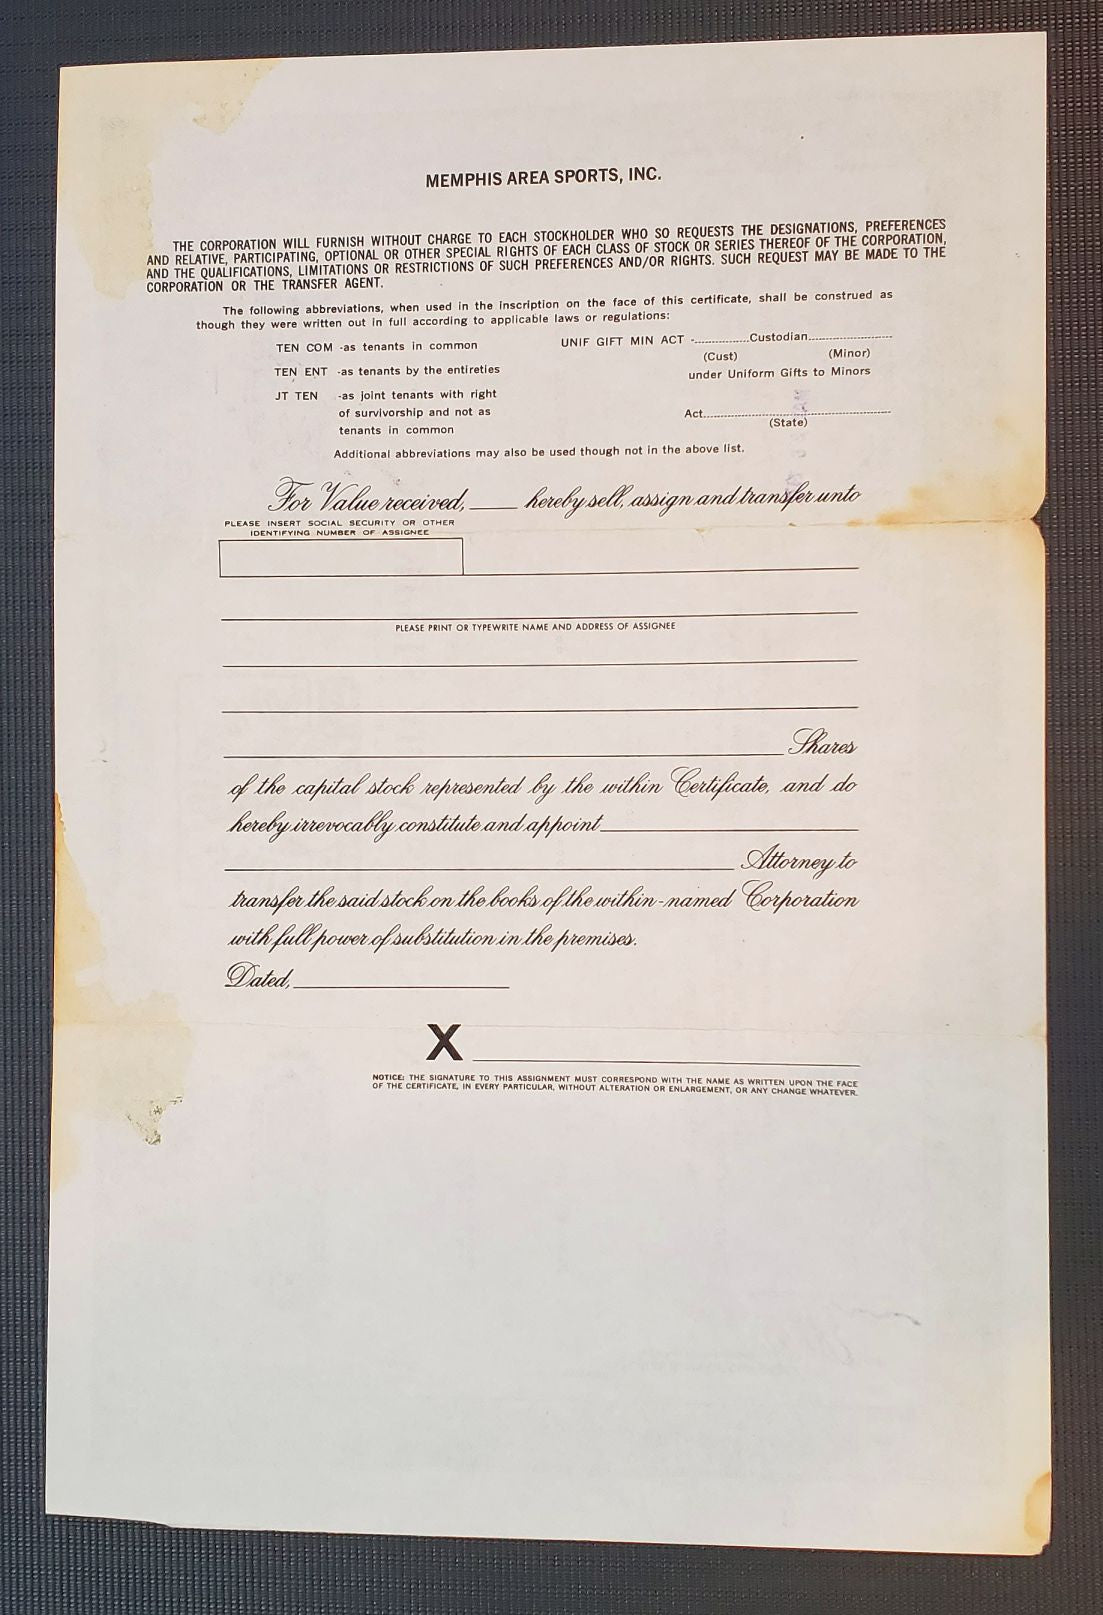 MEMPHIS AREA SPORTS, INC.
THE CORPORATION WILL FURNISH WITHOUT CHARGE TO EACH STOCKHOLDER WHO SO REQUESTS THE DESIGNATIONS, PREFERENCES
AND RELATIVE, PARTICIPATING, OPTIONAL OR OTHER SPECIAL RIGHTS OF EACH CLASS OF STOCK OR SERIES THEREOF OF THE CORPORATION,
AND THE QUALIFICATIONS, LIMITATIONS OR RESTRICTIONS OF SUCH PREFERENCES AND/OR RIGHTS. SUCH REQUEST MAY BE MADE TO THE
CORPORATION OR THE TRANSFER AGENT.
The following abbreviations, when used in the inscription on the face of this certificate, shall be construed as
though they were written out in full according to applicable laws or regulations:
TEN COM -as tenants in common
TEN ENT -as tenants by the entireties
JT TEN -as joint tenants with right
of survivorship and not as
tenants in common
UNIF GIFT MIN ACT -................Custodian........................
(Cust) (Minor)
under Uniform Gifts to Minors
Act......................................................
(State)
Additional abbreviations may also be used though not in the above list.
For Value received, ____ hereby sell, assign and transfer unto
PLEASE INSERT SOCIAL SECURITY OR OTHER
IDENTIFYING NUMBER OF ASSIGNEE
PLEASE PRINT OR TYPEWRITE NAME AND ADDRESS OF ASSIGNEE
Shares
of the capital stock represented by the within Certificate, and do
hereby irrevocably constitute and appoint
Attorney to
transfer the said stock on the books of the within-named Corporation
with full power of substitution in the premises.
Dated,
X
NOTICE: THE SIGNATURE TO THIS ASSIGNMENT MUST CORRESPOND WITH THE NAME AS WRITTEN UPON THE FACE
OF THE CERTIFICATE, IN EVERY PARTICULAR, WITHOUT ALTERATION OR ENLARGEMENT, OR ANY CHANGE WHATEVER.